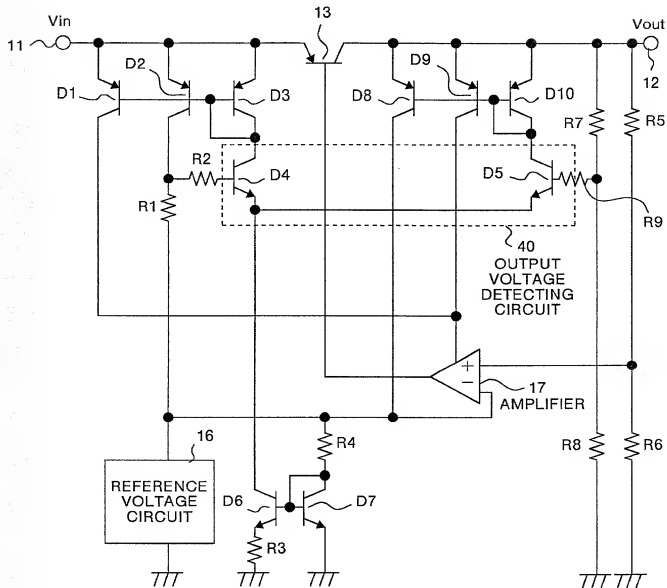 Vin
13
Vout
11
12
D1
D2
D3
D8
D9
D10
R7
R5
R2
D4
D5
R1
R9
40
OUTPUT
VOLTAGE
DETECTING
CIRCUIT
+
−
17
AMPLIFIER
16
R4
R8
R6
REFERENCE
VOLTAGE
CIRCUIT
D6
D7
R3